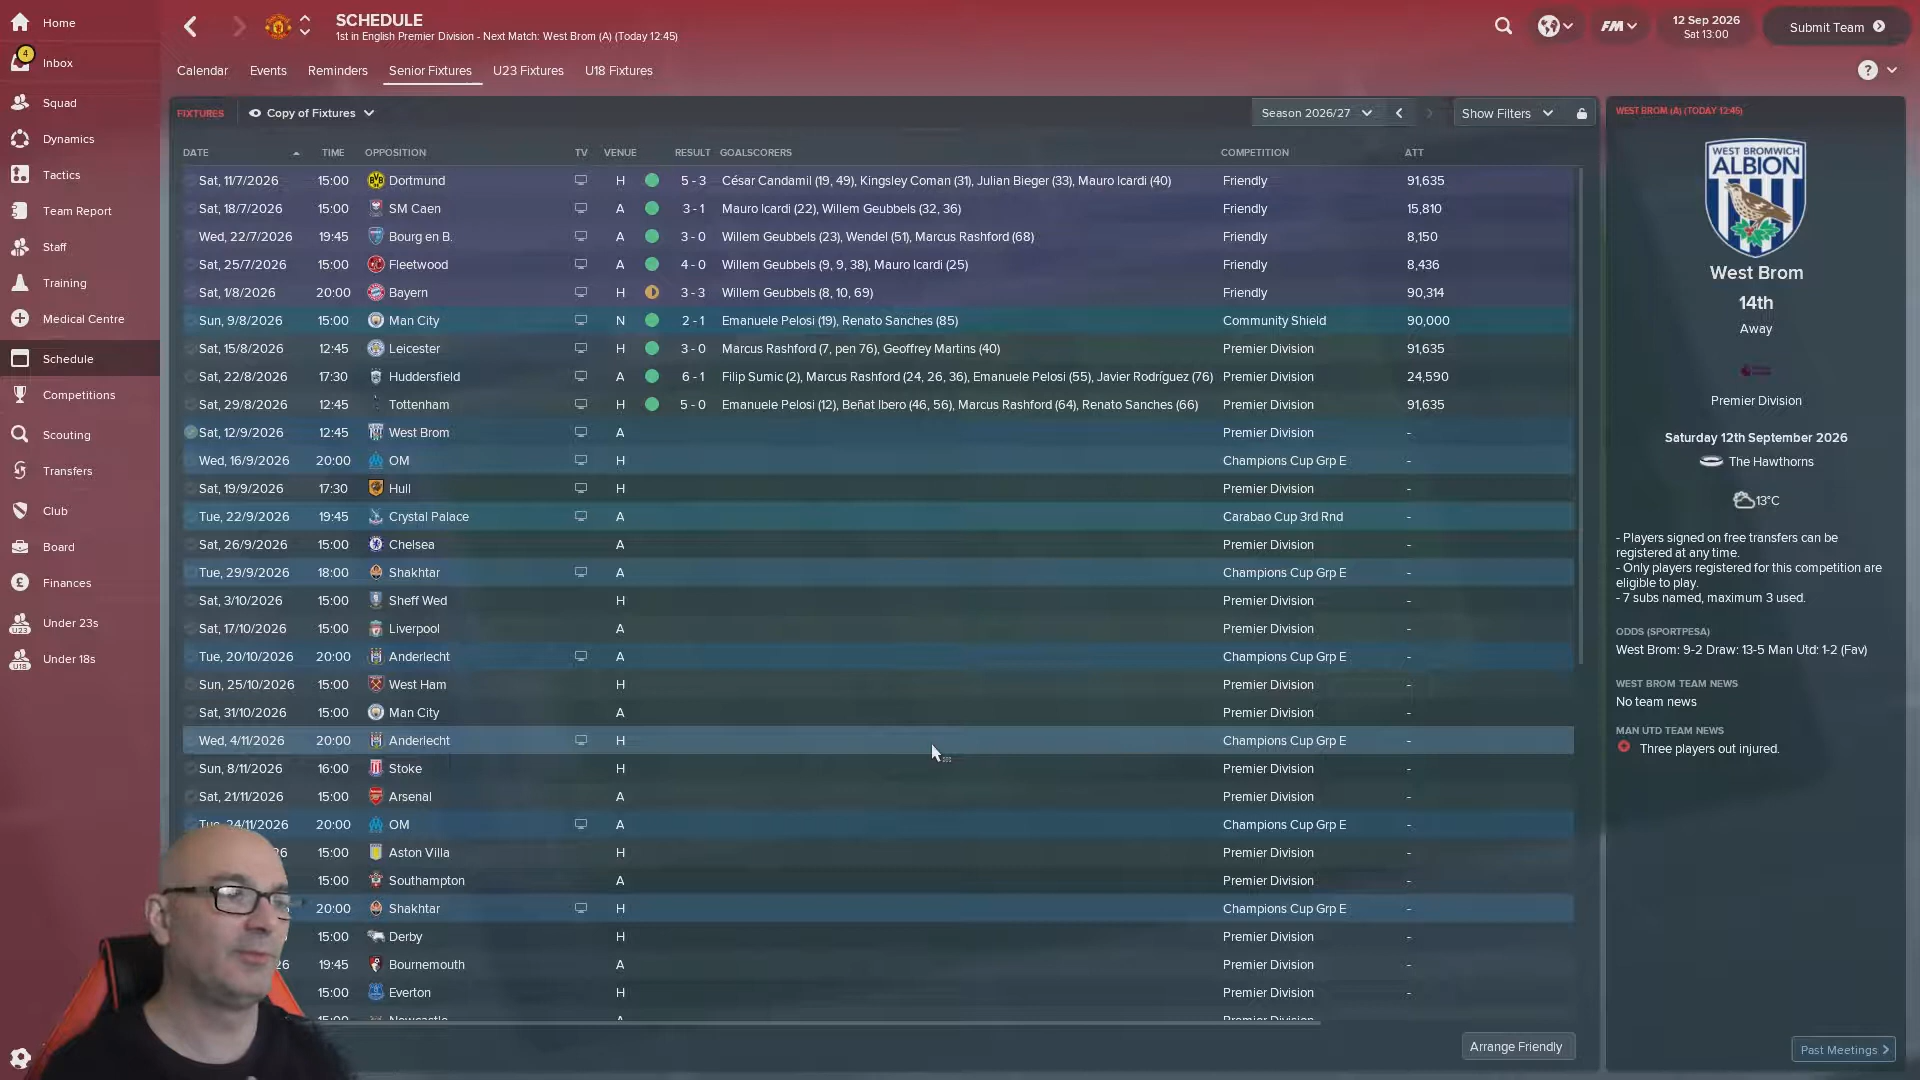 Home
SCHEDULE
1st in English Premier Division - Next Match: West Brom (A) (Today 12:45)
FM
12 Sep 2026
Sat 13:00
Submit Team
4
Inbox
Calendar Events Reminders Senior Fixtures U23 Fixtures U18 Fixtures
?
Squad
Dynamics
Tactics
Team Report
Staff
Training
Medical Centre
Schedule
Competitions
Scouting
Transfers
Club
Board
Finances
U23 Under 23s
U18 Under 18s
FIXTURES Copy of Fixtures Season 2026/27 Show Filters
DATE TIME OPPOSITION TV VENUE RESULT GOALSCORERS COMPETITION ATT
Sat, 11/7/2026 15:00 Dortmund H 5 - 3 César Candamil (19, 49), Kingsley Coman (31), Julian Bieger (33), Mauro Icardi (40) Friendly 91,635
Sat, 18/7/2026 15:00 SM Caen A 3 - 1 Mauro Icardi (22), Willem Geubbels (32, 36) Friendly 15,810
Wed, 22/7/2026 19:45 Bourg en B. A 3 - 0 Willem Geubbels (23), Wendel (51), Marcus Rashford (68) Friendly 8,150
Sat, 25/7/2026 15:00 Fleetwood A 4 - 0 Willem Geubbels (9, 9, 38), Mauro Icardi (25) Friendly 8,436
Sat, 1/8/2026 20:00 Bayern H 3 - 3 Willem Geubbels (8, 10, 69) Friendly 90,314
Sun, 9/8/2026 15:00 Man City N 2 - 1 Emanuele Pelosi (19), Renato Sanches (85) Community Shield 90,000
Sat, 15/8/2026 12:45 Leicester H 3 - 0 Marcus Rashford (7, pen 76), Geoffrey Martins (40) Premier Division 91,635
Sat, 22/8/2026 17:30 Huddersfield A 6 - 1 Filip Sumic (2), Marcus Rashford (24, 26, 36), Emanuele Pelosi (55), Javier Rodríguez (76) Premier Division 24,590
Sat, 29/8/2026 12:45 Tottenham H 5 - 0 Emanuele Pelosi (12), Beñat Ibero (46, 56), Marcus Rashford (64), Renato Sanches (66) Premier Division 91,635
Sat, 12/9/2026 12:45 West Brom A Premier Division -
Wed, 16/9/2026 20:00 OM H Champions Cup Grp E -
Sat, 19/9/2026 17:30 Hull H Premier Division -
Tue, 22/9/2026 19:45 Crystal Palace A Carabao Cup 3rd Rnd -
Sat, 26/9/2026 15:00 Chelsea A Premier Division -
Tue, 29/9/2026 18:00 Shakhtar A Champions Cup Grp E -
Sat, 3/10/2026 15:00 Sheff Wed H Premier Division -
Sat, 17/10/2026 15:00 Liverpool A Premier Division -
Tue, 20/10/2026 20:00 Anderlecht A Champions Cup Grp E -
Sun, 25/10/2026 15:00 West Ham H Premier Division -
Sat, 31/10/2026 15:00 Man City A Premier Division -
Wed, 4/11/2026 20:00 Anderlecht H Champions Cup Grp E -
Sun, 8/11/2026 16:00 Stoke H Premier Division -
Sat, 21/11/2026 15:00 Arsenal A Premier Division -
Tue, 24/11/2026 20:00 OM A Champions Cup Grp E -
15:00 Aston Villa H Premier Division -
15:00 Southampton A Premier Division -
20:00 Shakhtar H Champions Cup Grp E -
15:00 Derby H Premier Division -
19:45 Bournemouth A Premier Division -
15:00 Everton H Premier Division -
15:00 Newcastle A Premier Division
Arrange Friendly
WEST BROM (A) (TODAY 12:45)
WEST BROMWICH
ALBION
West Brom
14th
Away
Premier Division
Saturday 12th September 2026
The Hawthorns
13°C
- Players signed on free transfers can be
registered at any time.
- Only players registered for this competition are
eligible to play.
- 7 subs named, maximum 3 used.
ODDS (SPORTPESA)
West Brom: 9-2 Draw: 13-5 Man Utd: 1-2 (Fav)
WEST BROM TEAM NEWS
No team news
MAN UTD TEAM NEWS
Three players out injured.
Past Meetings